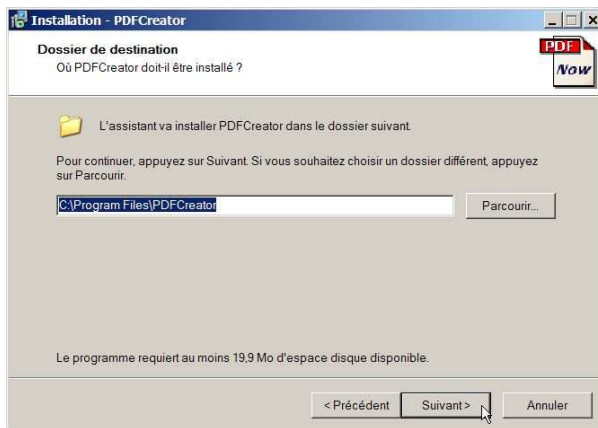 Installation - PDFCreator
Dossier de destination
Où PDFCreator doit-il être installé ?
PDF
Now
L'assistant va installer PDFCreator dans le dossier suivant.
Pour continuer, appuyez sur Suivant. Si vous souhaitez choisir un dossier différent, appuyez
sur Parcourir.
C:\Program Files\PDFCreator
Parcourir...
Le programme requiert au moins 19,9 Mo d'espace disque disponible.
< Précédent
Suivant >
Annuler